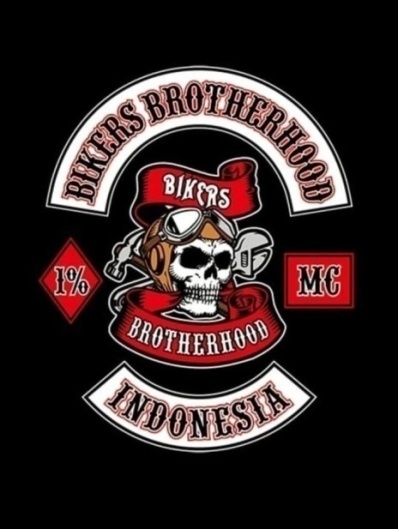 BIKERS BROTHERHOOD
BIKERS
1%
MC
BROTHERHOOD
INDONESIA